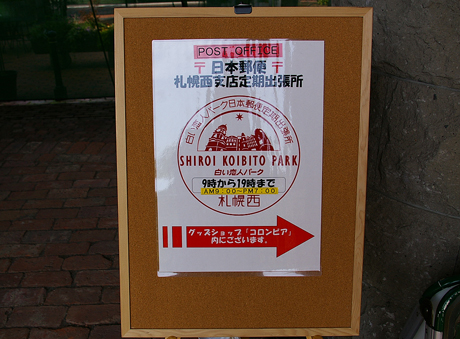 POST OFFICE
〒 日本郵便 〒
札幌西支店定期出張所
白い恋人パーク日本郵便定期出張所
SHIROI KOIBITO PARK
白い恋人パーク
9時から19時まで
AM9:00~PM7:00
札幌西
グッズショップ「コロンビア」
内にございます。